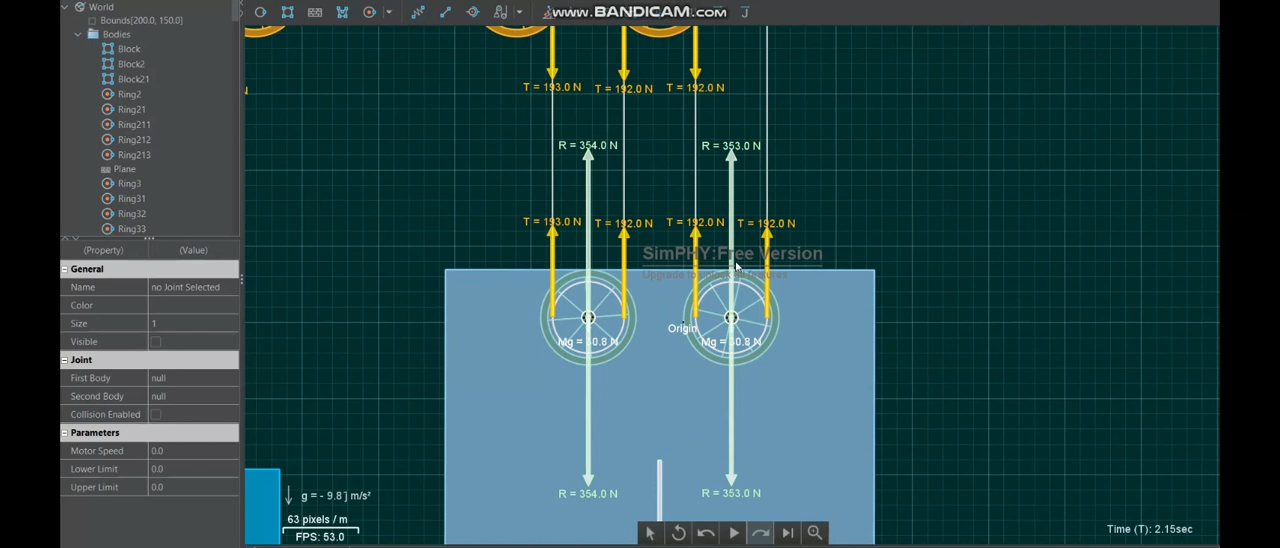 World
Bounds[200.0, 150.0]
Bodies
Block
Block2
Block21
Ring2
Ring21
Ring211
Ring212
Ring213
Plane
Ring3
Ring31
Ring32
Ring33
(Property) (Value)
General
Name no Joint Selected
Color
Size 1
Visible
Joint
First Body null
Second Body null
Collision Enabled
Parameters
Motor Speed 0.0
Lower Limit 0.0
Upper Limit 0.0
www.BANDICAM.com
N
T = 193.0 N T = 192.0 N T = 192.0 N
R = 354.0 N R = 353.0 N
T = 193.0 N T = 192.0 N T = 192.0 N T = 192.0 N
SimPHY:Free Version
Origin
R = 354.0 N R = 353.0 N
g = - 9.8 ĵ m/s²
63 pixels / m
FPS: 53.0
Time (T): 2.15sec